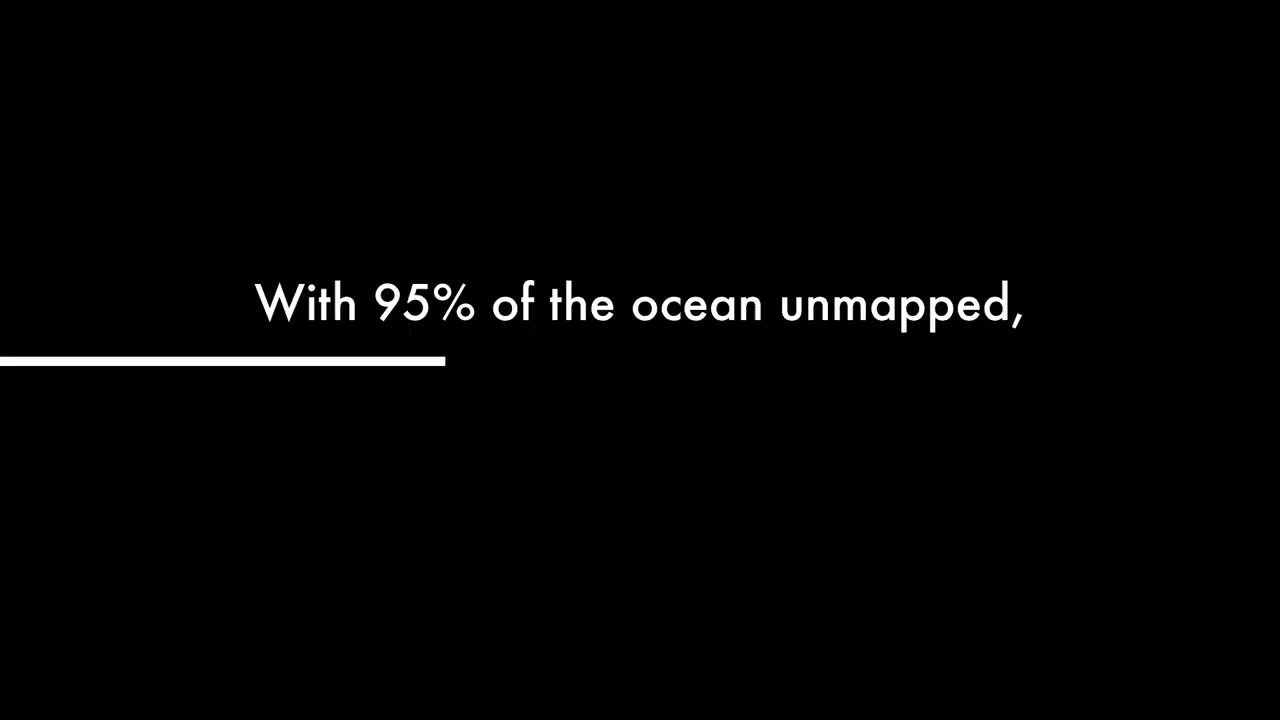 With 95% of the ocean unmapped,